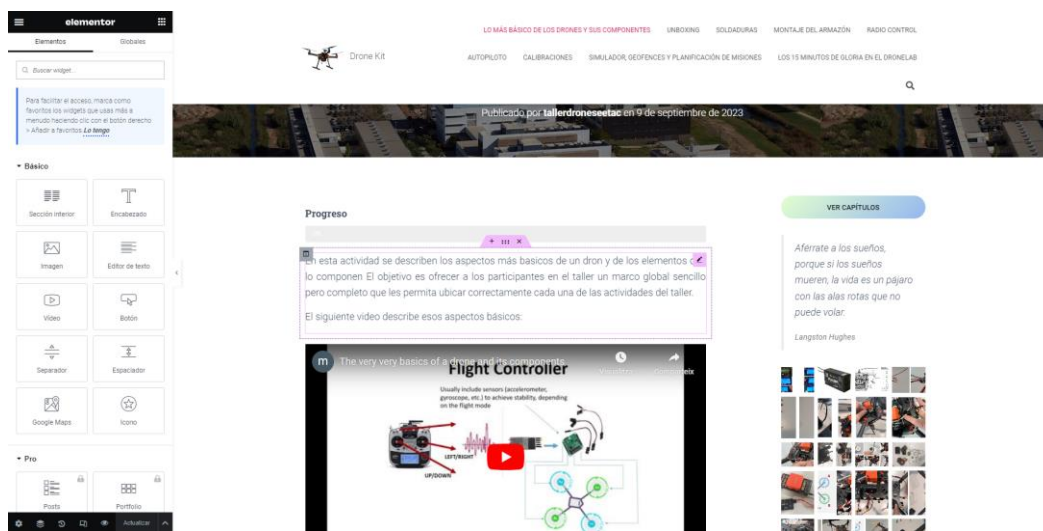 elementor
Elementos
Globales
Buscar widget...
Para facilitar el acceso, marca como
favoritos los widgets que usas más a
menudo haciendo clic con el botón derecho
> Añadir a favoritos. Lo tengo
Básico
Sección interior
Encabezado
Imagen
Editor de texto
Vídeo
Botón
Separador
Espaciador
Google Maps
Icono
Pro
Posts
Portfolio
Actualizar
Drone Kit
LO MÁS BÁSICO DE LOS DRONES Y SUS COMPONENTES UNBOXING SOLDADURAS MONTAJE DEL ARMAZÓN RADIO CONTROL
AUTOPILOTO CALIBRACIONES SIMULADOR, GEOFENCES Y PLANIFICACIÓN DE MISIONES LOS 15 MINUTOS DE GLORIA EN EL DRONELAB
Publicado por tallerdroneseetac en 9 de septiembre de 2023
Progreso
En esta actividad se describen los aspectos más basicos de un dron y de los elementos
lo componen El objetivo es ofrecer a los participantes en el taller un marco global sencillo
pero completo que les permita ubicar correctamente cada una de las actividades del taller.
El siguiente video describe esos aspectos básicos:
m The very very basics of a drone and its components
Flight Controller
Usually include sensors (accelerometer,
gyroscope, etc.) to achieve stability, depending
on the flight mode
LEFT/RIGHT
UP/DOWN
VER CAPÍTULOS
Aférrate a los sueños,
porque si los sueños
mueren, la vida es un pájaro
con las alas rotas que no
puede volar.
Langston Hughes